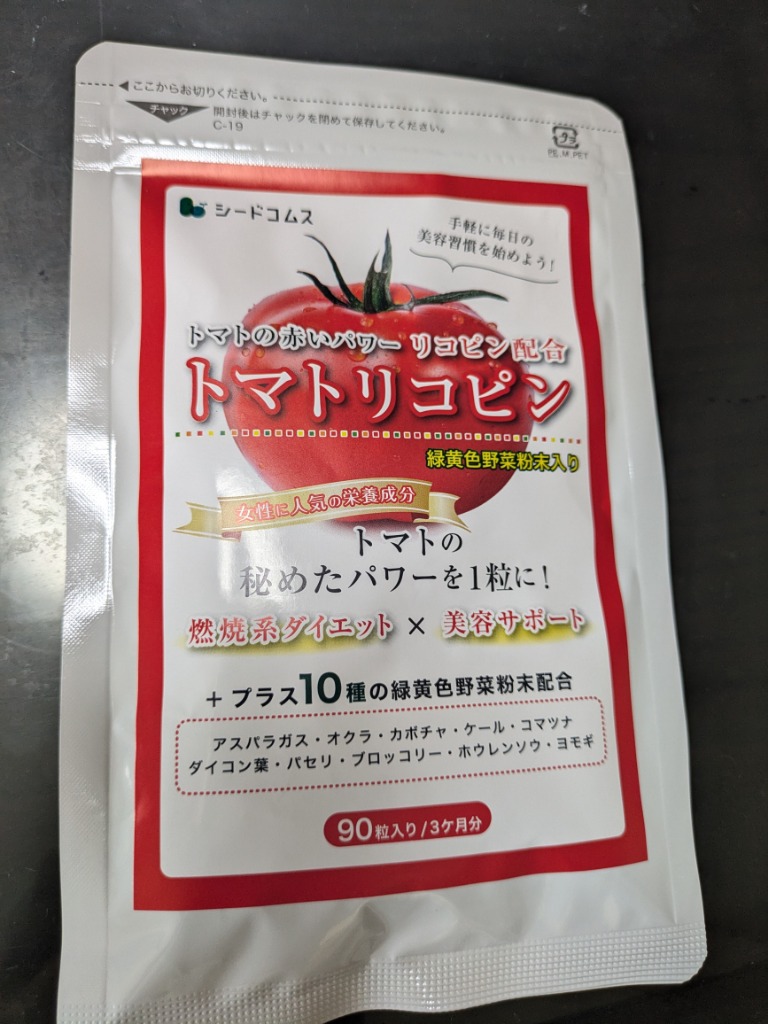 ここからお切りください。
チャック
開封後はチャックを閉めて保存してください。
C-19
プラ
PE,M,PET
シードコムス
手軽に毎日の
美容習慣を始めよう!
トマトの赤いパワー リコピン配合
トマトリコピン
緑黄色野菜粉末入り
女性に人気の栄養成分
トマトの
秘めたパワーを1粒に!
燃焼系ダイエット × 美容サポート
+プラス10種の緑黄色野菜粉末配合
アスパラガス・オクラ・カボチャ・ケール・コマツナ
ダイコン葉・パセリ・ブロッコリー・ホウレンソウ・ヨモギ
90粒入り/3ケ月分